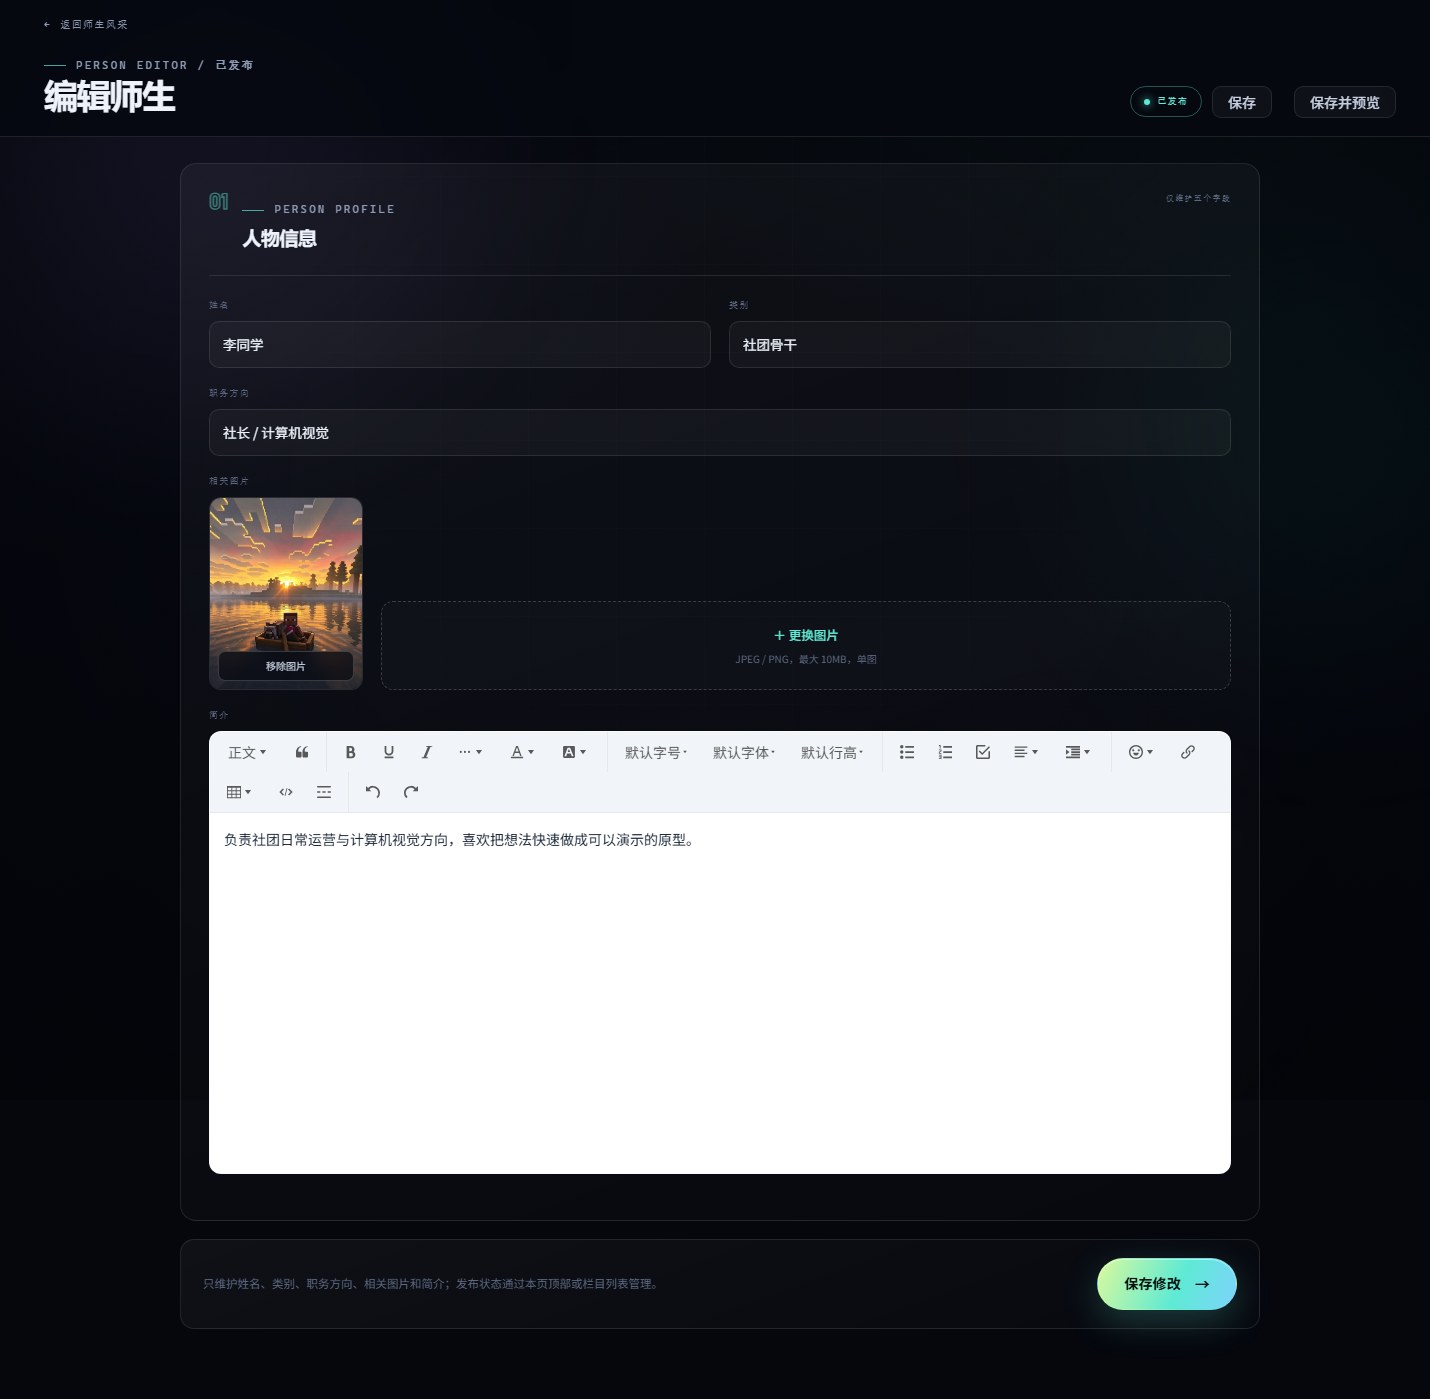 ← 返回师生风采
PERSON EDITOR / 已发布
编辑师生
已发布
保存
保存并预览
01
PERSON PROFILE
仅维护五个字段
人物信息
姓名
类别
李同学
社团骨干
职务方向
社长 / 计算机视觉
相关图片
移除图片
+ 更换图片
JPEG / PNG，最大 10MB，单图
简介
正文
B U I
A
A
默认字号
默认字体
默认行高
负责社团日常运营与计算机视觉方向，喜欢把想法快速做成可以演示的原型。
只维护姓名、类别、职务方向、相关图片和简介；发布状态通过本页顶部或栏目列表管理。
保存修改 →